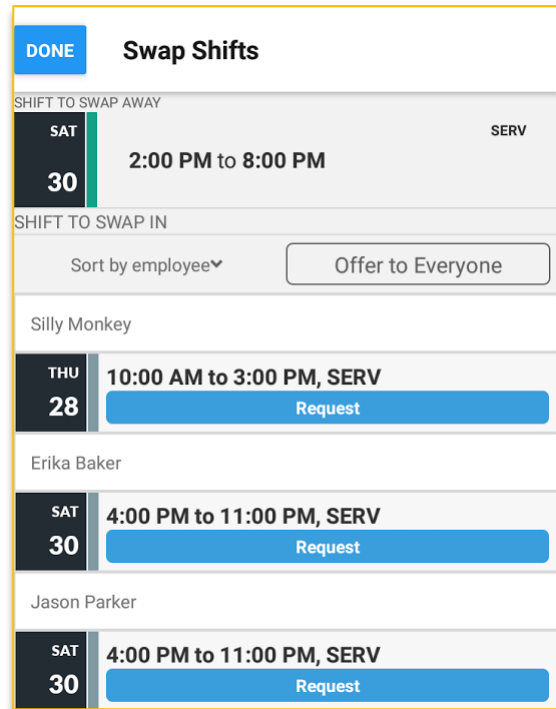 DONE Swap Shifts
SHIFT TO SWAP AWAY
SAT SERV
30 2:00 PM to 8:00 PM
SHIFT TO SWAP IN
Sort by employee Offer to Everyone
Silly Monkey
THU 10:00 AM to 3:00 PM, SERV
28 Request
Erika Baker
SAT 4:00 PM to 11:00 PM, SERV
30 Request
Jason Parker
SAT 4:00 PM to 11:00 PM, SERV
30 Request